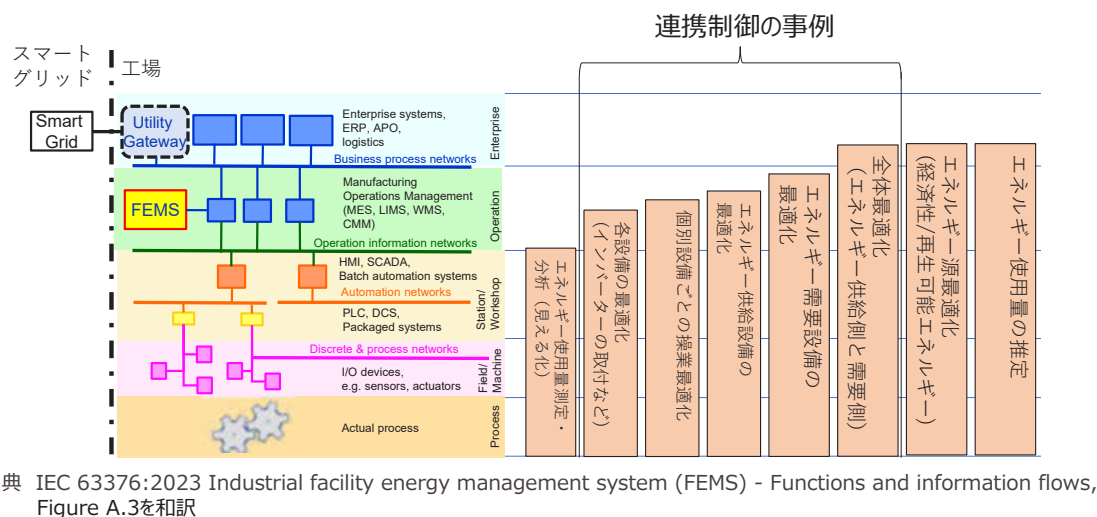 連携制御の事例
スマート
グリッド
工場
Smart
Grid
Utility
Gateway
Enterprise systems,
ERP, APO,
logistics
Business process networks
Enterprise
FEMS
Manufacturing
Operations Management
(MES, LIMS, WMS,
CMM)
Operation information networks
Operation
HMI, SCADA,
Batch automation systems
Automation networks
PLC, DCS,
Packaged systems
Station/
Workshop
Discrete & process networks
I/O devices,
e.g. sensors, actuators
Field/
Machine
Actual process
Process
エネルギー使用量測定・
分析（見える化）
各設備の最適化
(インバーターの取付など)
個別設備ごとの操業最適化
エネルギー供給設備の
最適化
エネルギー需要設備の
最適化
全体最適化
(エネルギー供給側と需要側)
エネルギー源最適化
(経済性/再生可能エネルギー)
エネルギー使用量の推定
典 IEC 63376:2023 Industrial facility energy management system (FEMS) - Functions and information flows,
Figure A.3を和訳